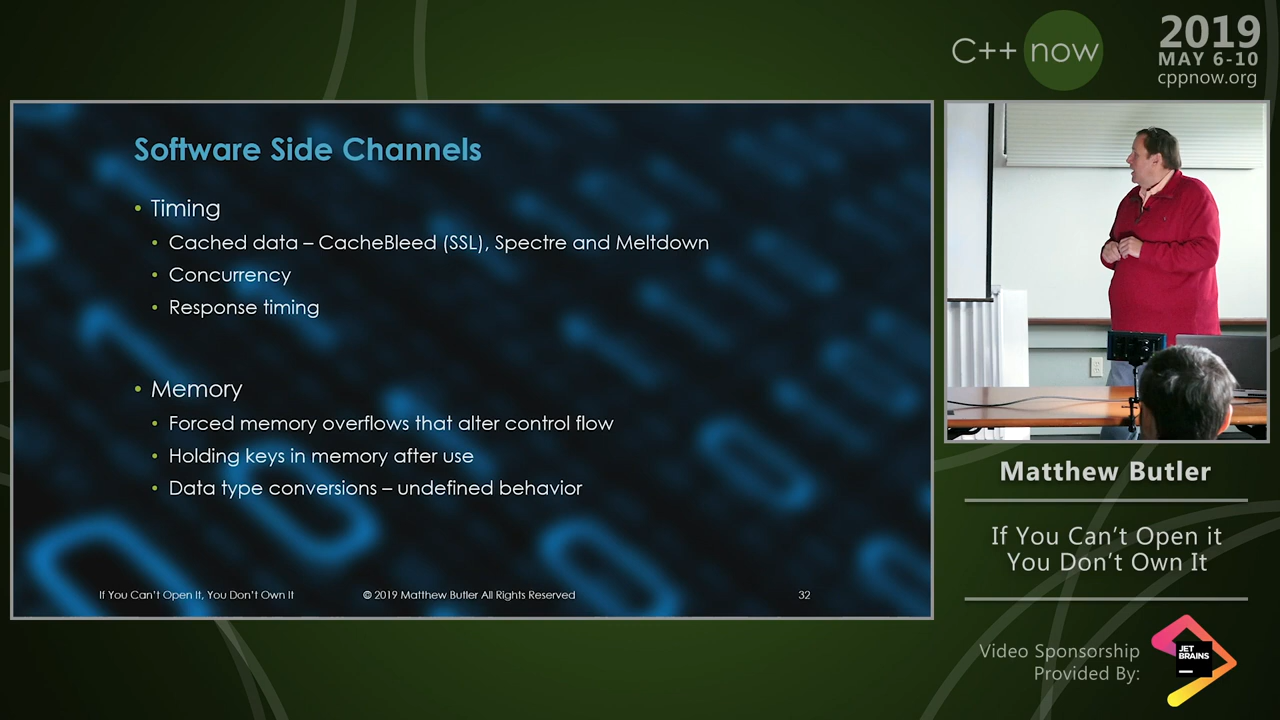 C++ now
2019
MAY 6-10
cppnow.org
Software Side Channels
• Timing
• Cached data – CacheBleed (SSL), Spectre and Meltdown
• Concurrency
• Response timing
• Memory
• Forced memory overflows that alter control flow
• Holding keys in memory after use
• Data type conversions – undefined behavior
If You Can't Open It, You Don't Own It
© 2019 Matthew Butler All Rights Reserved
32
Matthew Butler
If You Can't Open it
You Don't Own It
Video Sponsorship
Provided By:
JET
BRAINS